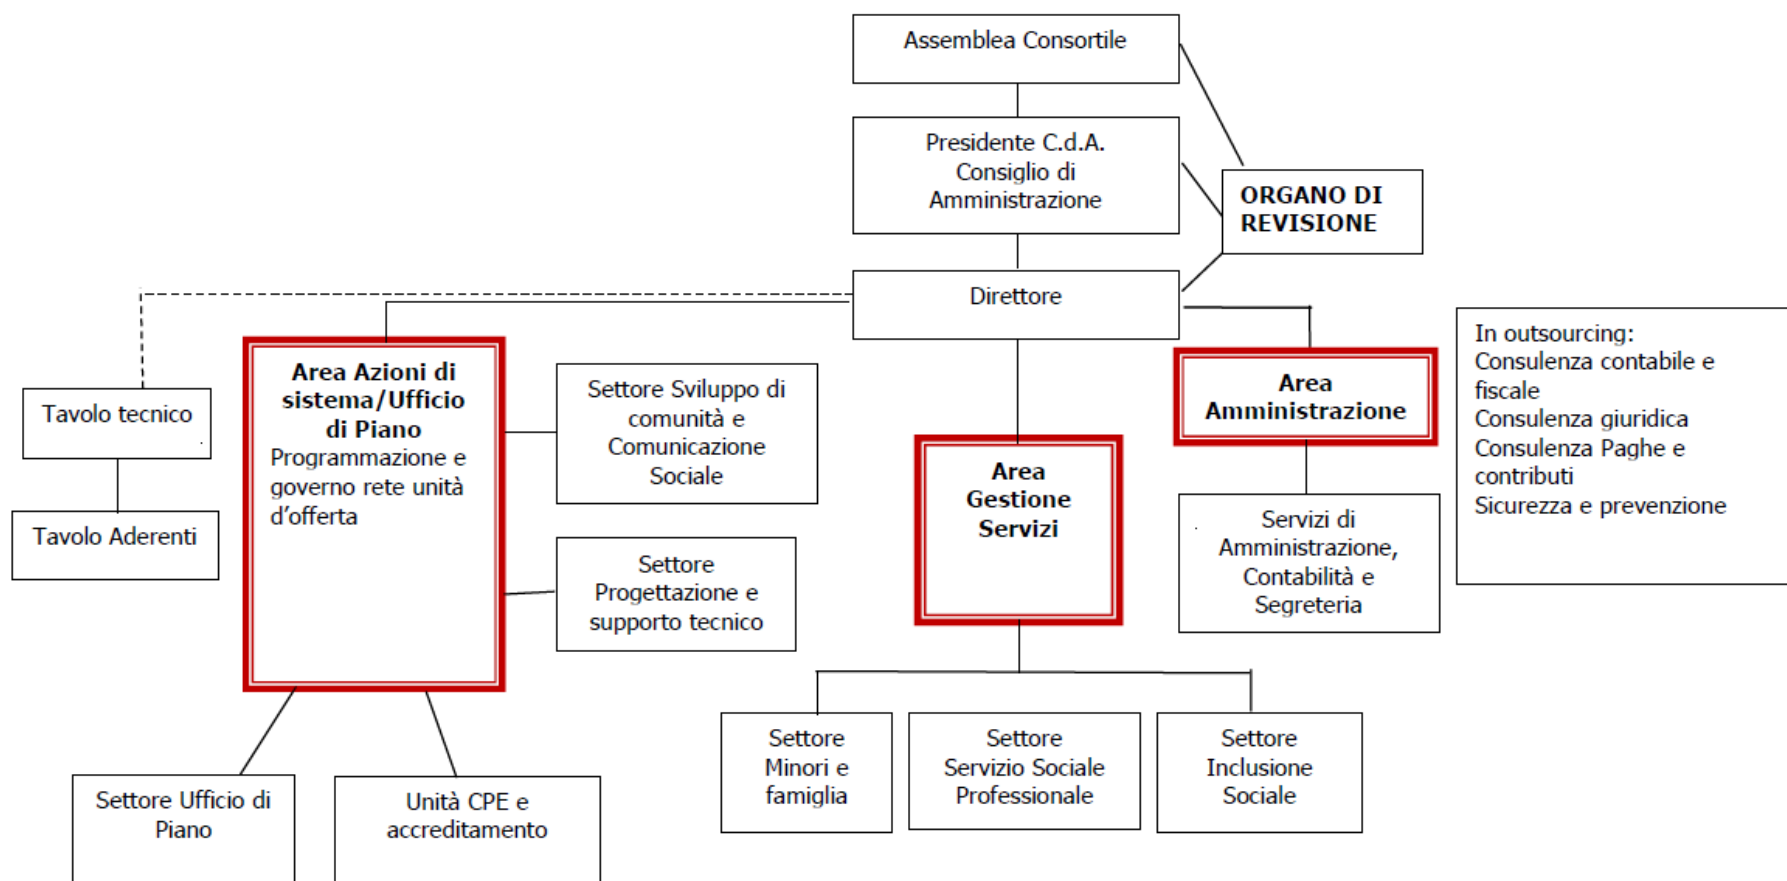 Assemblea Consortile
Presidente C.d.A.
Consiglio di
Amministrazione
ORGANO DI
REVISIONE
Direttore
Tavolo tecnico
Tavolo Aderenti
Area Azioni di
sistema/Ufficio
di Piano
Programmazione e
governo rete unità
d’offerta
Settore Sviluppo di
comunità e
Comunicazione
Sociale
Settore
Progettazione e
supporto tecnico
Settore Ufficio di
Piano
Unità CPE e
accreditamento
Area
Gestione
Servizi
Settore
Minori e
famiglia
Settore
Servizio Sociale
Professionale
Settore
Inclusione
Sociale
Area
Amministrazione
Servizi di
Amministrazione,
Contabilità e
Segreteria
In outsourcing:
Consulenza contabile e
fiscale
Consulenza giuridica
Consulenza Paghe e
contributi
Sicurezza e prevenzione